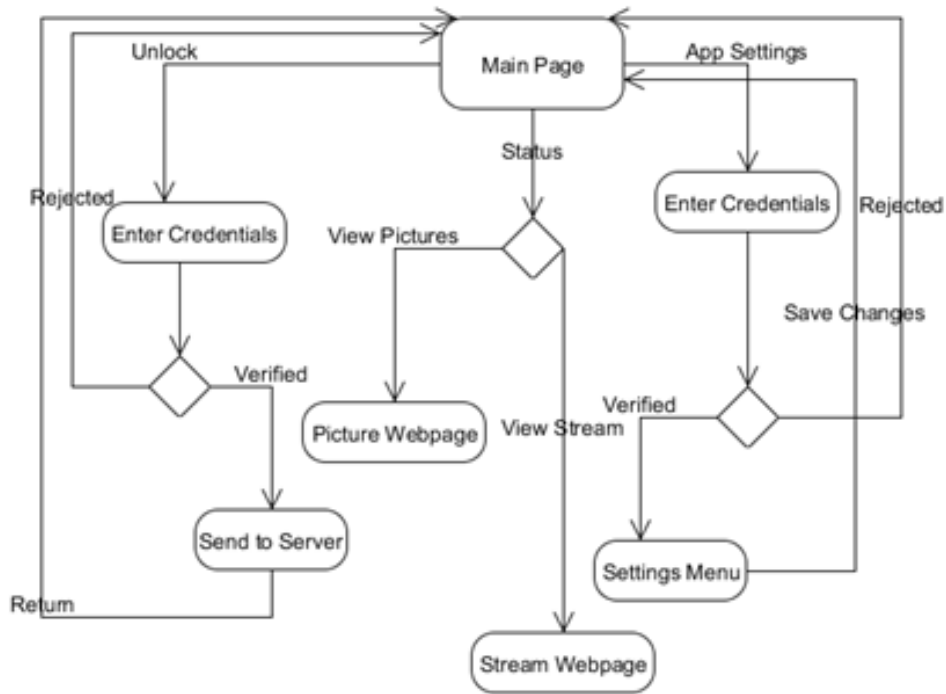 Unlock
Main Page
App Settings
Status
Rejected
Enter Credentials
Enter Credentials
Rejected
View Pictures
Save Changes
Verified
Picture Webpage
View Stream
Verified
Send to Server
Settings Menu
Return
Stream Webpage